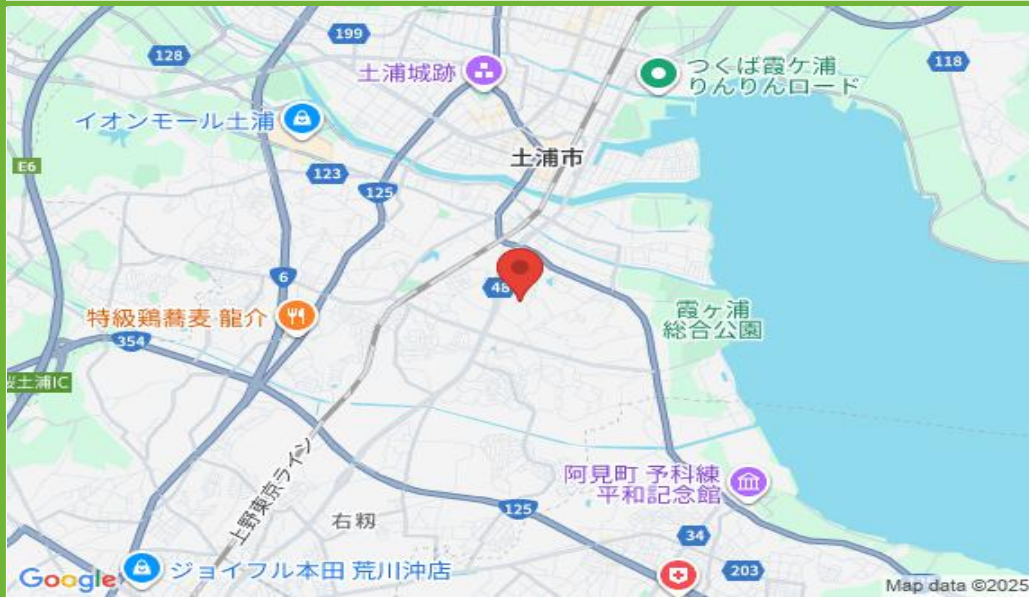 199
128
118
土浦城跡
つくば霞ケ浦
りんりんロード
イオンモール土浦
土浦市
E6
123
125
6
48
霞ヶ浦
総合公園
特級鶏蕎麦 龍介
354
桜土浦IC
阿見町 予科練
平和記念館
上野東京ライン
125
右籾
34
203
ジョイフル本田 荒川沖店
Google
Map data ©2025